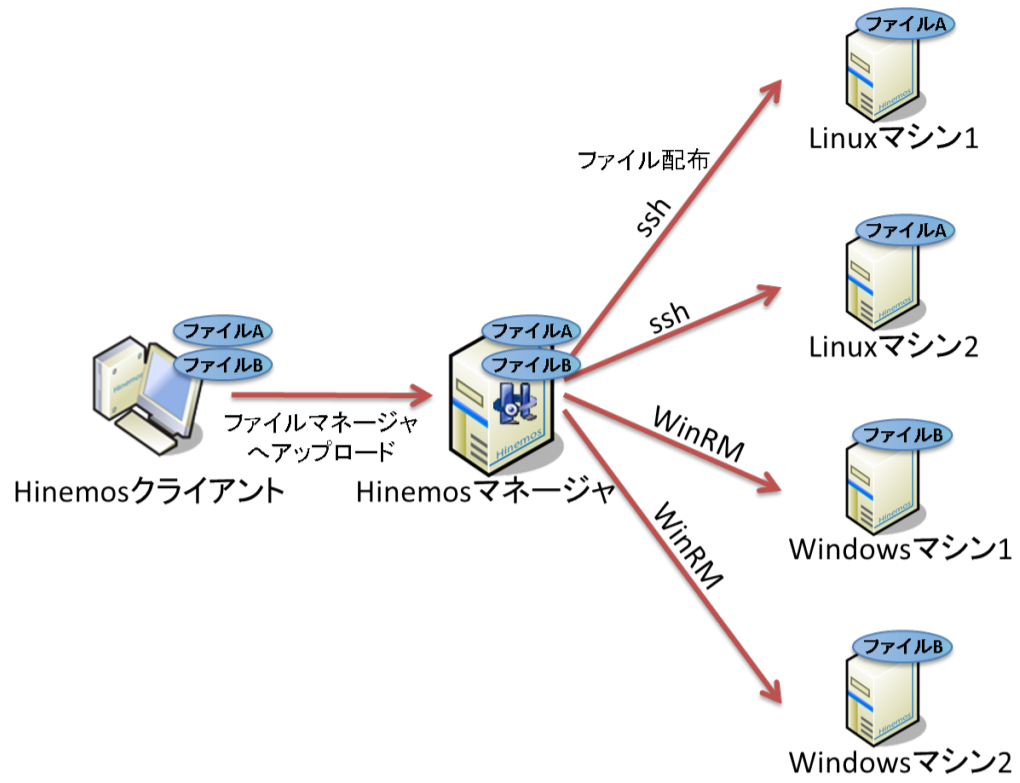 ファイルA
Linuxマシン1
ファイル配布
ssh
ファイルA
Linuxマシン2
ssh
ファイルA
ファイルB
Hinemos
Hinemosクライアント
ファイルマネージャ
へアップロード
ファイルA
ファイルB
Hinemos
Hinemosマネージャ
WinRM
ファイルB
Windowsマシン1
WinRM
ファイルB
Windowsマシン2
Hinemos
Hinemos
Hinemos
Hinemos